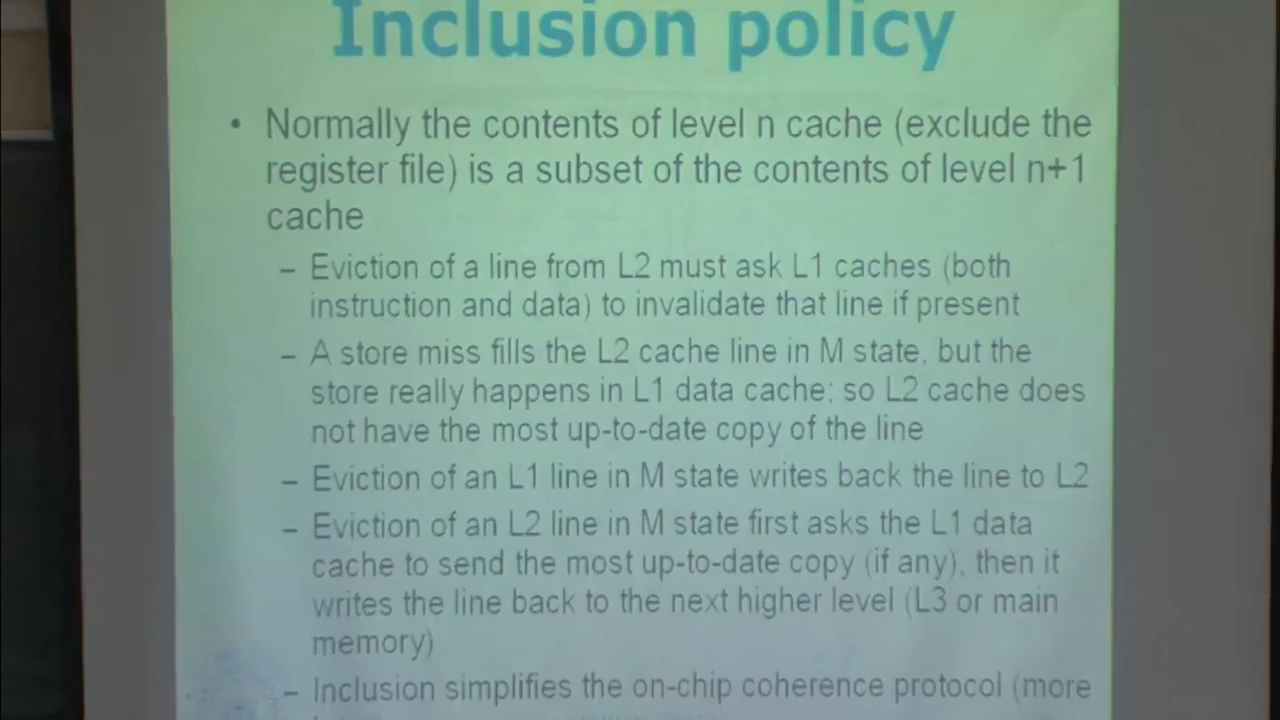 Inclusion policy
• Normally the contents of level n cache (exclude the
register file) is a subset of the contents of level n+1
cache
– Eviction of a line from L2 must ask L1 caches (both
instruction and data) to invalidate that line if present
– A store miss fills the L2 cache line in M state, but the
store really happens in L1 data cache; so L2 cache does
not have the most up-to-date copy of the line
– Eviction of an L1 line in M state writes back the line to L2
– Eviction of an L2 line in M state first asks the L1 data
cache to send the most up-to-date copy (if any), then it
writes the line back to the next higher level (L3 or main
memory)
– Inclusion simplifies the on-chip coherence protocol (more